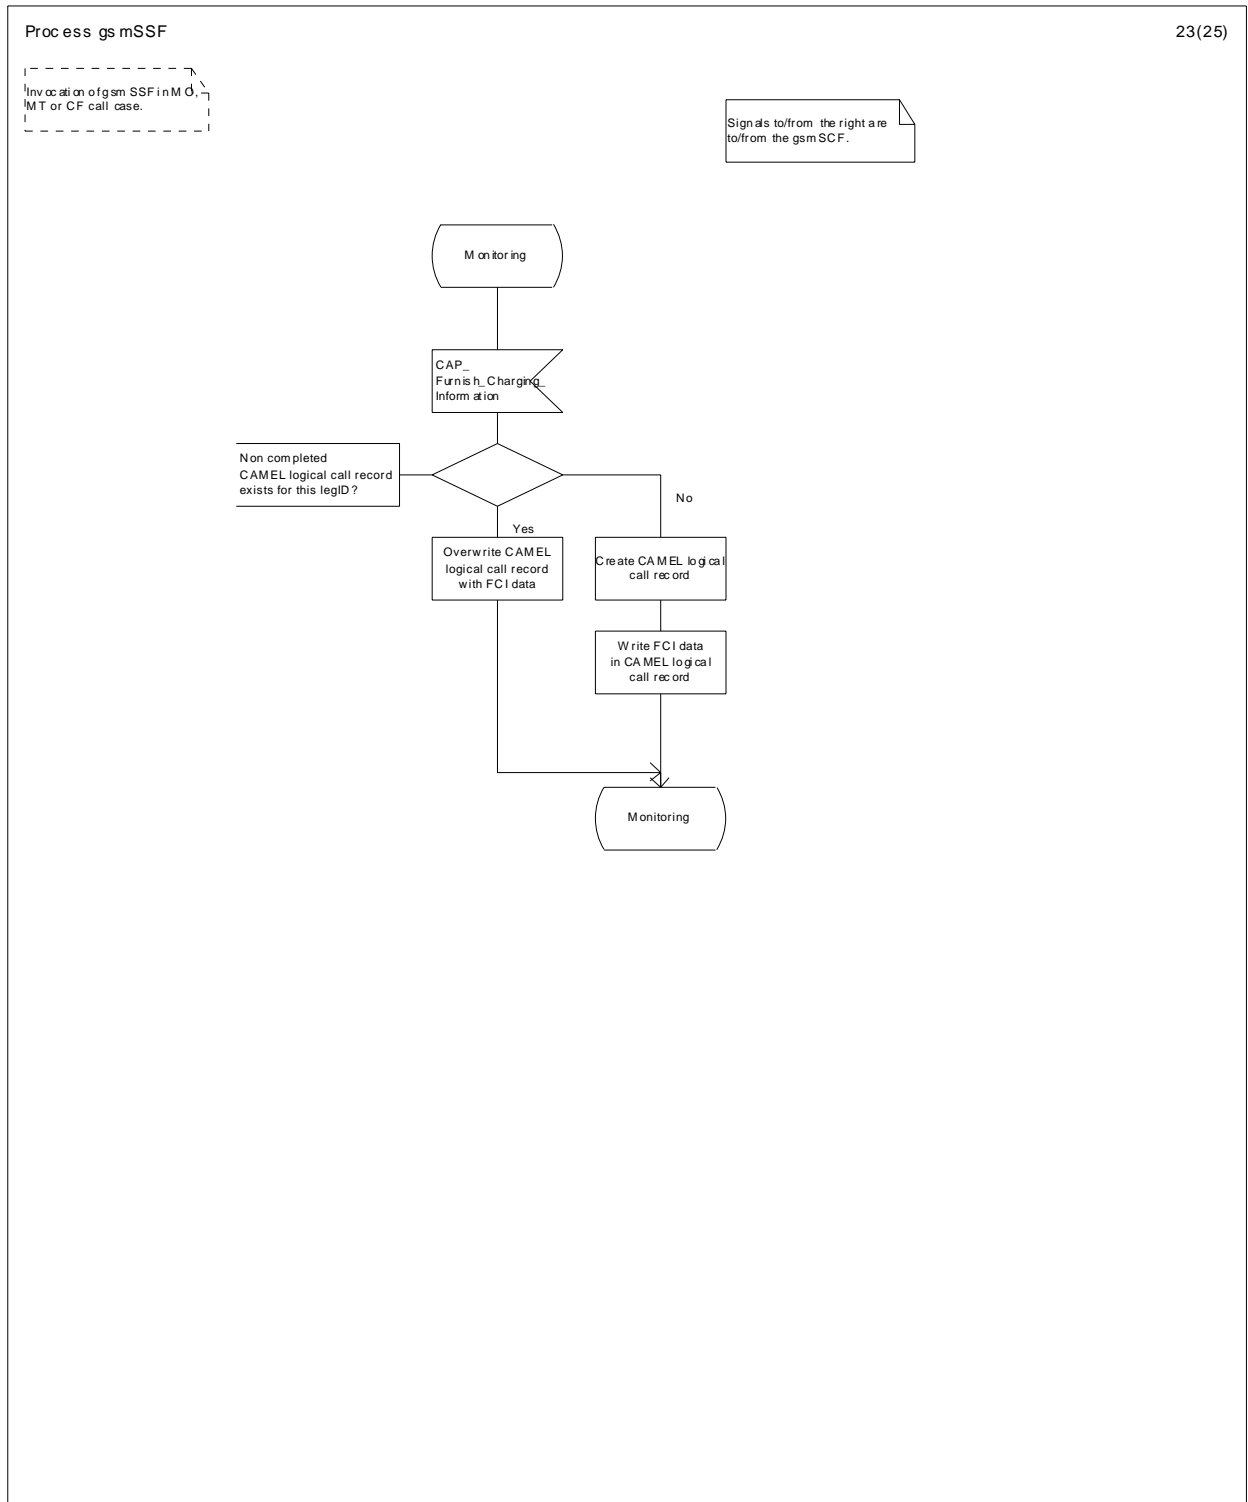 Process gsmSSF
23(25)
Invocation of gsmSSF in MO,
MT or CF call case.
Signals to/from the right are
to/from the gsmSCF.
Monitoring
CAP_
Furnish_Charging_
Information
Non completed
CAMEL logical call record
exists for this legID?
No
Yes
Overwrite CAMEL
logical call record
with FCI data
Create CAMEL logical
call record
Write FCI data
in CAMEL logical
call record
Monitoring